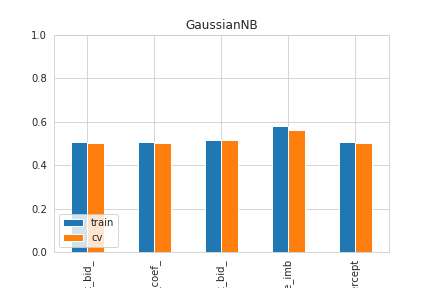 GaussianNB
1.0
0.8
0.6
0.4
0.2
0.0
train
cv
_bid_
coef_
_bid_
e_imb
ercept